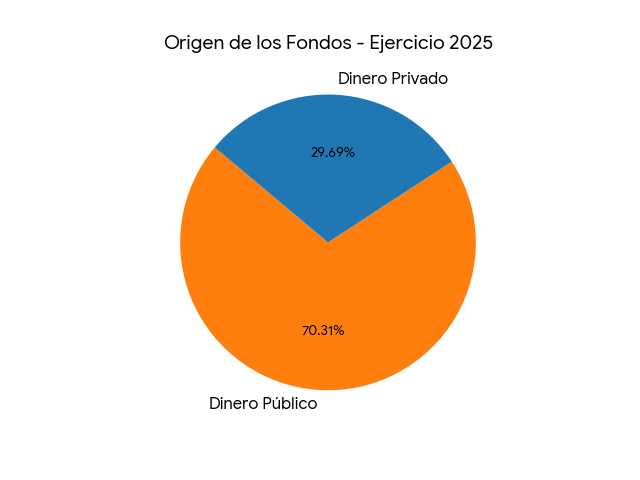 Origen de los Fondos - Ejercicio 2025
Dinero Privado
29.69%
70.31%
Dinero Público